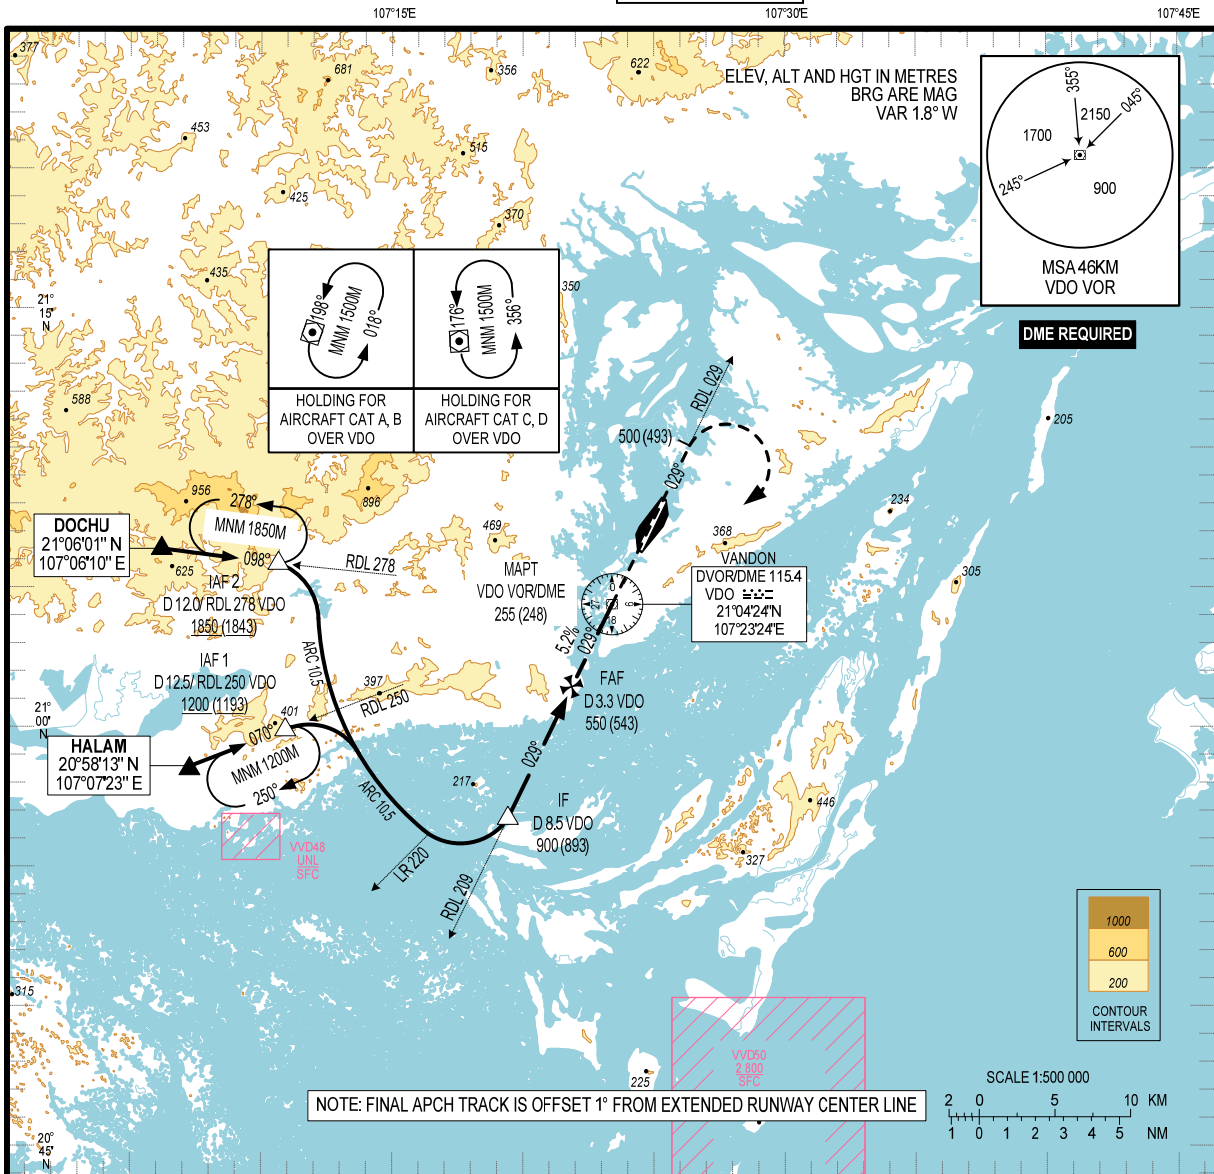 107°15'E
107°30'E
107°45'E
377
681
356
622
453
515
425
370
435
350
588
ELEV, ALT AND HGT IN METRES
BRG ARE MAG
VAR 1.8° W
355°
045°
2150
1700
245°
900
MSA 46KM
VDO VOR
DME REQUIRED
21°
15'
N
198°
MNM 1500M
018°
176°
MNM 1500M
356°
HOLDING FOR
AIRCRAFT CAT A, B
OVER VDO
HOLDING FOR
AIRCRAFT CAT C, D
OVER VDO
RDL 029
500 (493)
029°
205
234
305
956
896
278°
MNM 1850M
098°
DOCHU
21°06'01" N
107°06'10" E
625
IAF 2
D 12.0/ RDL 278 VDO
1850 (1843)
RDL 278
469
MAPT
VDO VOR/DME
255 (248)
368
VANDON
DVOR/DME 115.4
VDO
21°04'24"N
107°23'24"E
0
9
18
27
5.2%
029°
ARC 10.5
IAF 1
D 12.5/ RDL 250 VDO
1200 (1193)
397
RDL 250
401
070°
MNM 1200M
250°
21°
00'
N
HALAM
20°58'13" N
107°07'23" E
FAF
D 3.3 VDO
550 (543)
029°
217
ARC 10.5
IF
D 8.5 VDO
900 (893)
446
327
VVD48
UNL
SFC
LR 220
RDL 209
315
1000
600
200
CONTOUR
INTERVALS
VVD50
2 800
SFC
225
NOTE: FINAL APCH TRACK IS OFFSET 1° FROM EXTENDED RUNWAY CENTER LINE
SCALE 1:500 000
2 0 5 10 KM
1 0 1 2 3 4 5 NM
20°
45'
N